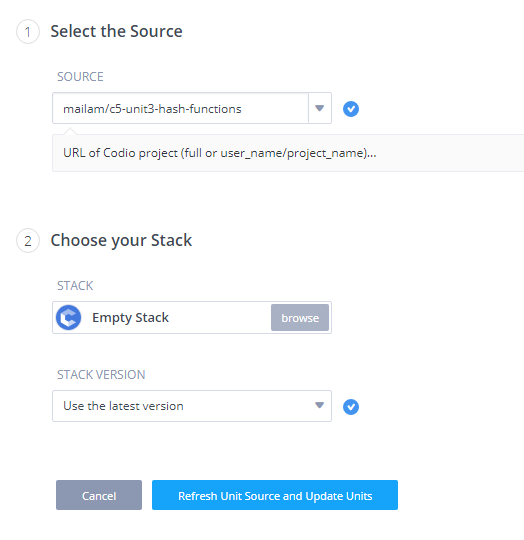 1 Select the Source
SOURCE
mailam/c5-unit3-hash-functions
URL of Codio project (full or user_name/project_name)...
2 Choose your Stack
STACK
Empty Stack browse
STACK VERSION
Use the latest version
Cancel Refresh Unit Source and Update Units